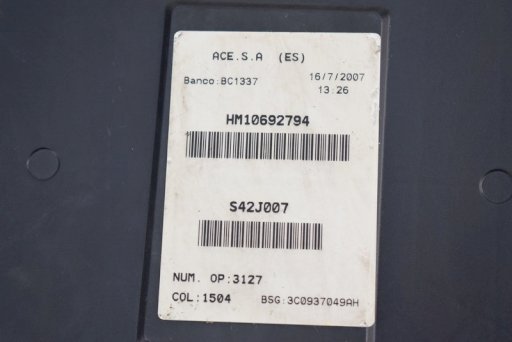 ACE.S.A (ES)
Banco:BC1337 16/7/2007
13:26
HM10692794
S42J007
NUM. OP:3127
COL:1504 BSG:3C0937049AH